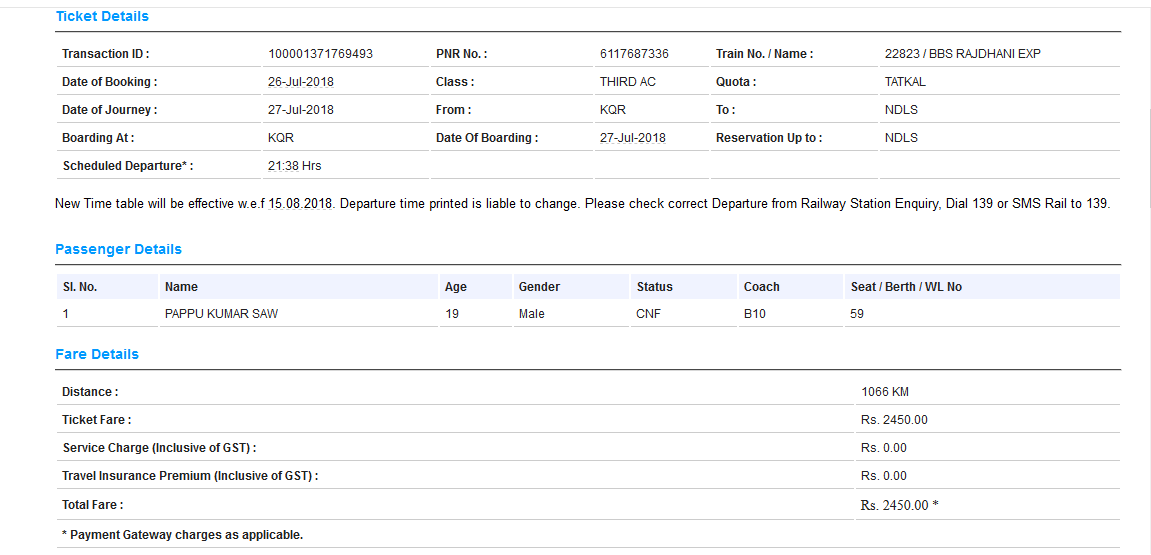 Ticket Details
Transaction ID : 100001371769493 PNR No. : 6117687336 Train No. / Name : 22823 / BBS RAJDHANI EXP
Date of Booking : 26-Jul-2018 Class : THIRD AC Quota : TATKAL
Date of Journey : 27-Jul-2018 From : KQR To : NDLS
Boarding At : KQR Date Of Boarding : 27-Jul-2018 Reservation Up to : NDLS
Scheduled Departure* : 21:38 Hrs
New Time table will be effective w.e.f 15.08.2018. Departure time printed is liable to change. Please check correct Departure from Railway Station Enquiry, Dial 139 or SMS Rail to 139.
Passenger Details
Sl. No. Name Age Gender Status Coach Seat / Berth / WL No
1 PAPPU KUMAR SAW 19 Male CNF B10 59
Fare Details
Distance : 1066 KM
Ticket Fare : Rs. 2450.00
Service Charge (Inclusive of GST) : Rs. 0.00
Travel Insurance Premium (Inclusive of GST) : Rs. 0.00
Total Fare : Rs. 2450.00 *
* Payment Gateway charges as applicable.